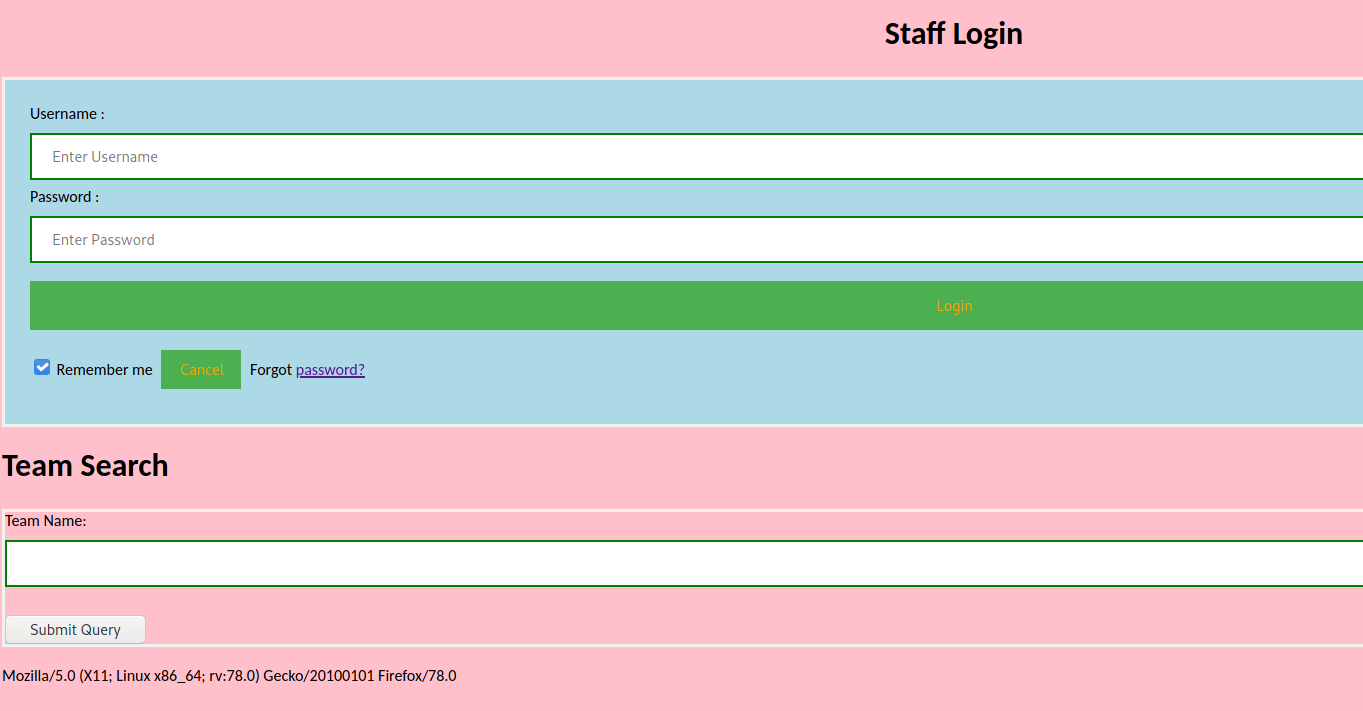 Staff Login
Username :
Enter Username
Password :
Enter Password
Login
Remember me Cancel Forgot password?
Team Search
Team Name:
Submit Query
Mozilla/5.0 (X11; Linux x86_64; rv:78.0) Gecko/20100101 Firefox/78.0